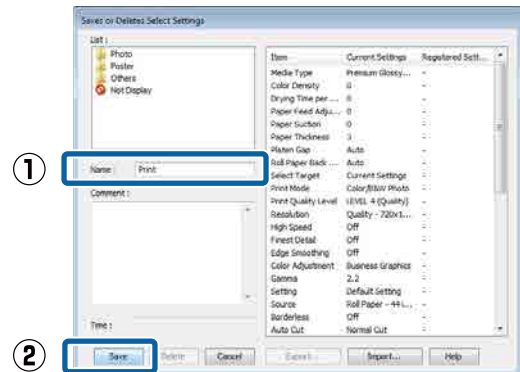 Saves or Deletes Select Settings
List :
Photo
Poster
Others
Not Display
Item Current Settings Registered Sett...
Media Type Premium Glossy... -
Color Density 0 -
Drying Time per ... 0 -
Paper Feed Adju... 0 -
Paper Suction 0 -
Paper Thickness 3 -
Platen Gap Auto -
Roll Paper Back ... Auto -
Select Target Current Settings -
Print Mode Color/B&W Photo -
Print Quality Level LEVEL 4 (Quality) -
Resolution Quality - 720x1... -
High Speed Off -
Finest Detail Off -
Edge Smoothing Off -
Color Adjustment Business Graphics -
Gamma 2.2 -
Setting Default Setting -
Source Roll Paper - 44 i... -
Borderless Off -
Auto Cut Normal Cut -
① Name : Print
Comment :
Time :
② Save Delete Cancel Export... Import... Help